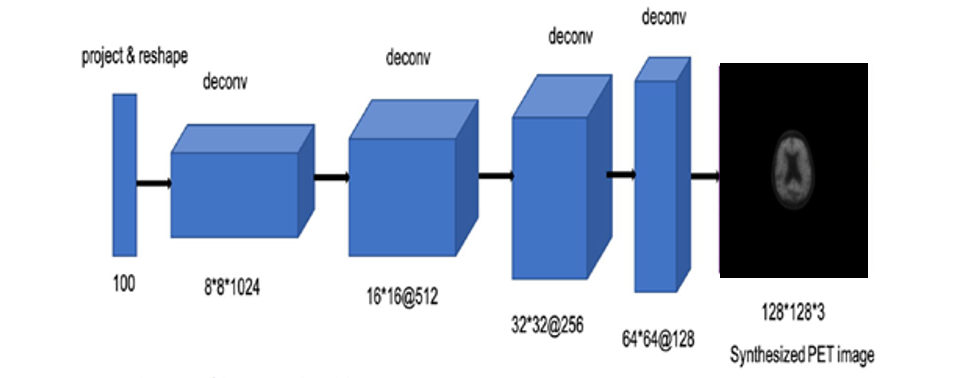 project & reshape
deconv
deconv
deconv
deconv
100
8*8*1024
16*16@512
32*32@256
64*64@128
128*128*3
Synthesized PET image